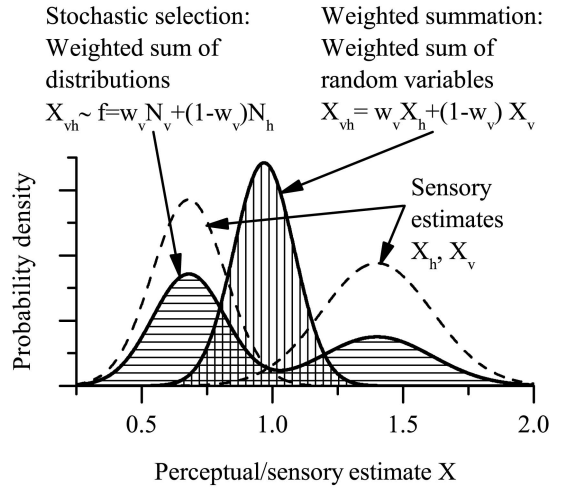 Stochastic selection:
Weighted sum of
distributions
X_vh ~ f=w_vN_v+(1-w_v)N_h
Weighted summation:
Weighted sum of
random variables
X_vh= w_vX_h+(1-w_v) X_v
Sensory
estimates
X_h, X_v
Probability density
0.5 1.0 1.5 2.0
Perceptual/sensory estimate X